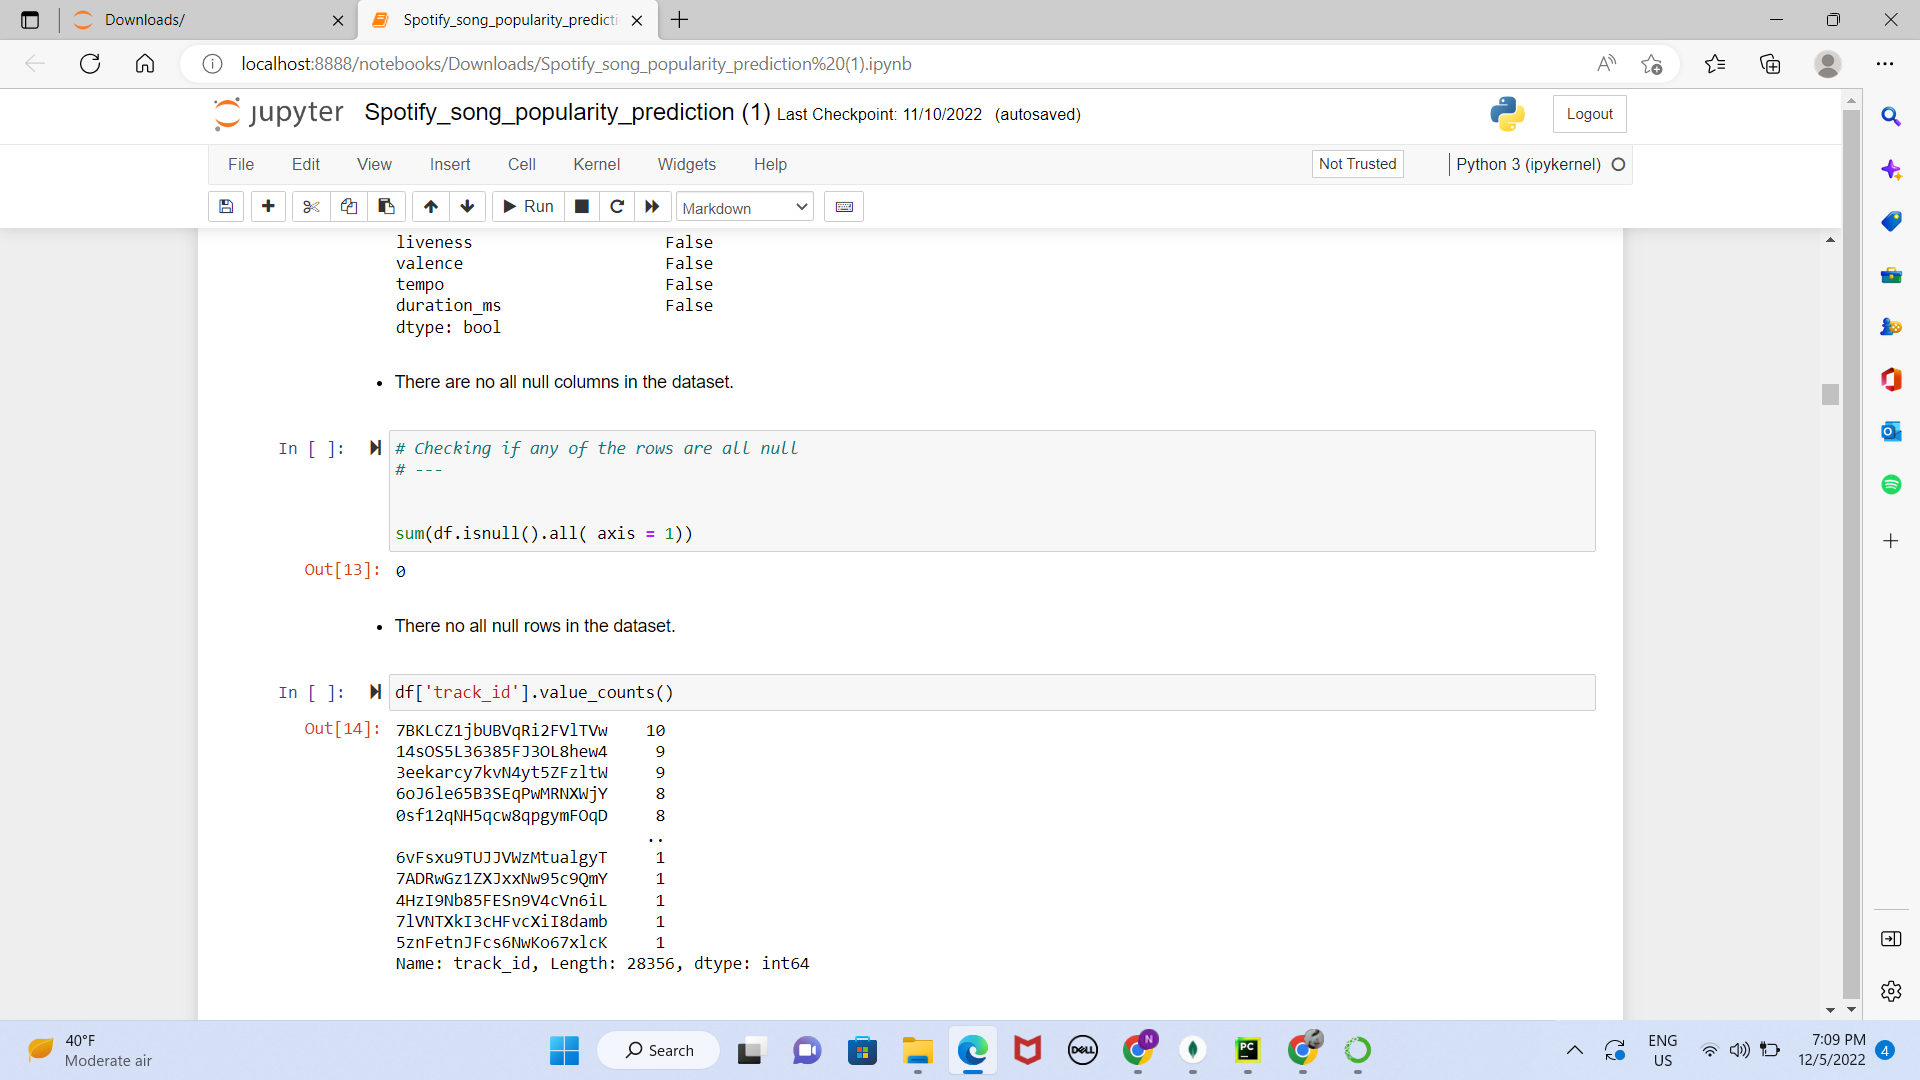 Downloads/
Spotify_song_popularity_predicti
localhost:8888/notebooks/Downloads/Spotify_song_popularity_prediction%20(1).ipynb
jupyter Spotify_song_popularity_prediction (1) Last Checkpoint: 11/10/2022 (autosaved)
Logout
File Edit View Insert Cell Kernel Widgets Help
Not Trusted
Python 3 (ipykernel)
Run
Markdown
liveness False
valence False
tempo False
duration_ms False
dtype: bool
• There are no all null columns in the dataset.
In [ ]: # Checking if any of the rows are all null
# ---
sum(df.isnull().all( axis = 1))
Out[13]: 0
• There no all null rows in the dataset.
In [ ]: df['track_id'].value_counts()
Out[14]: 7BKLCZ1jbUBVqRi2FVlTVw 10
14sOS5L36385FJ3OL8hew4 9
3eekarcy7kvN4yt5ZFzltW 9
6oJ6le65B3SEqPwMRNXWjY 8
0sf12qNH5qcw8qpgymFOqD 8
..
6vFsxu9TUJJVWzMtualgyT 1
7ADRwGz1ZXJxxNw95c9QmY 1
4HzI9Nb85FESn9V4cVn6iL 1
7lVNTXkI3cHFvcXiI8damb 1
5znFetnJFcs6NwKo67xlcK 1
Name: track_id, Length: 28356, dtype: int64
40°F
Moderate air
Search
DELL
N
PC
ENG
US
7:09 PM
12/5/2022
4